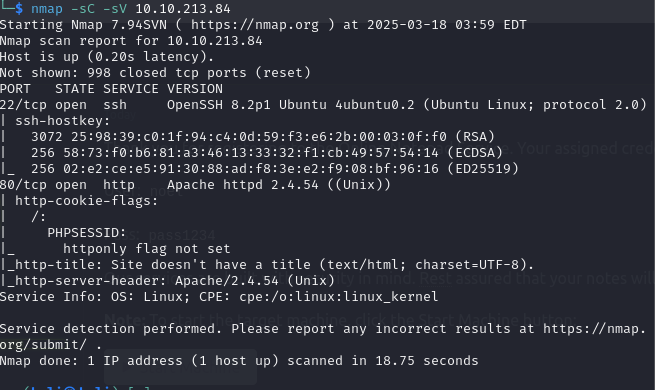 └─$ nmap -sC -sV 10.10.213.84
Starting Nmap 7.94SVN ( https://nmap.org ) at 2025-03-18 03:59 EDT
Nmap scan report for 10.10.213.84
Host is up (0.20s latency).
Not shown: 998 closed tcp ports (reset)
PORT   STATE SERVICE VERSION
22/tcp open  ssh     OpenSSH 8.2p1 Ubuntu 4ubuntu0.2 (Ubuntu Linux; protocol 2.0)
| ssh-hostkey:
|   3072 25:98:39:c0:1f:94:c4:0d:59:f3:e6:2b:00:03:0f:f0 (RSA)
|   256 58:73:f0:b6:81:a3:46:13:33:32:f1:cb:49:57:54:14 (ECDSA)
|_  256 02:e2:ce:e5:91:30:88:ad:f8:3e:e2:f9:08:bf:96:16 (ED25519)
80/tcp open  http    Apache httpd 2.4.54 ((Unix))
| http-cookie-flags:
|   /:
|     PHPSESSID:
|_      httponly flag not set
|_http-title: Site doesn't have a title (text/html; charset=UTF-8).
|_http-server-header: Apache/2.4.54 (Unix)
Service Info: OS: Linux; CPE: cpe:/o:linux:linux_kernel
Service detection performed. Please report any incorrect results at https://nmap.
org/submit/ .
Nmap done: 1 IP address (1 host up) scanned in 18.75 seconds